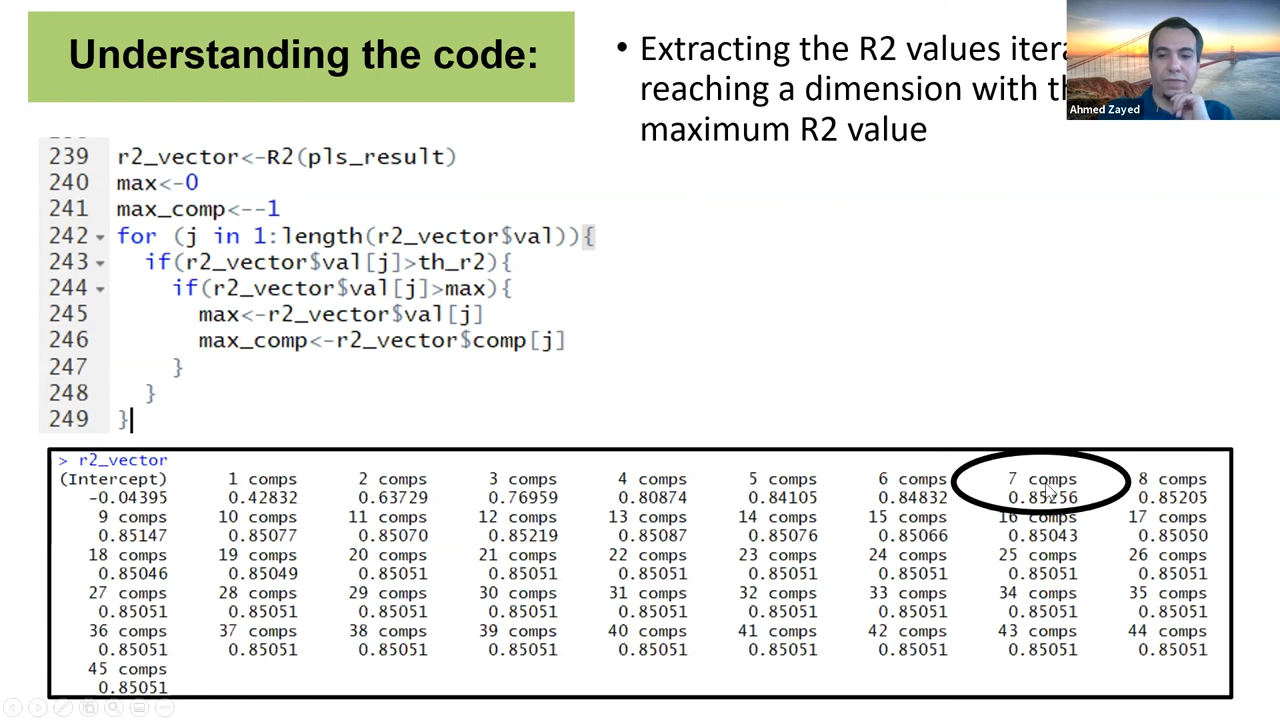 Understanding the code:
• Extracting the R2 values
reaching a dimension with
maximum R2 value
Ahmed Zayed
239 r2_vector<-R2(pls_result)
240 max<-0
241 max_comp<--1
242 for (j in 1:length(r2_vector$val)){
243 if(r2_vector$val[j]>th_r2){
244 if(r2_vector$val[j]>max){
245 max<-r2_vector$val[j]
246 max_comp<-r2_vector$comp[j]
247 }
248 }
249 }
> r2_vector
(Intercept) 1 comps 2 comps 3 comps 4 comps 5 comps 6 comps 7 comps 8 comps
-0.04395 0.42832 0.63729 0.76959 0.80874 0.84105 0.84832 0.85256 0.85205
9 comps 10 comps 11 comps 12 comps 13 comps 14 comps 15 comps 16 comps 17 comps
0.85147 0.85077 0.85070 0.85219 0.85087 0.85076 0.85066 0.85043 0.85050
18 comps 19 comps 20 comps 21 comps 22 comps 23 comps 24 comps 25 comps 26 comps
0.85046 0.85049 0.85051 0.85051 0.85051 0.85051 0.85051 0.85051 0.85051
27 comps 28 comps 29 comps 30 comps 31 comps 32 comps 33 comps 34 comps 35 comps
0.85051 0.85051 0.85051 0.85051 0.85051 0.85051 0.85051 0.85051 0.85051
36 comps 37 comps 38 comps 39 comps 40 comps 41 comps 42 comps 43 comps 44 comps
0.85051 0.85051 0.85051 0.85051 0.85051 0.85051 0.85051 0.85051 0.85051
45 comps
0.85051